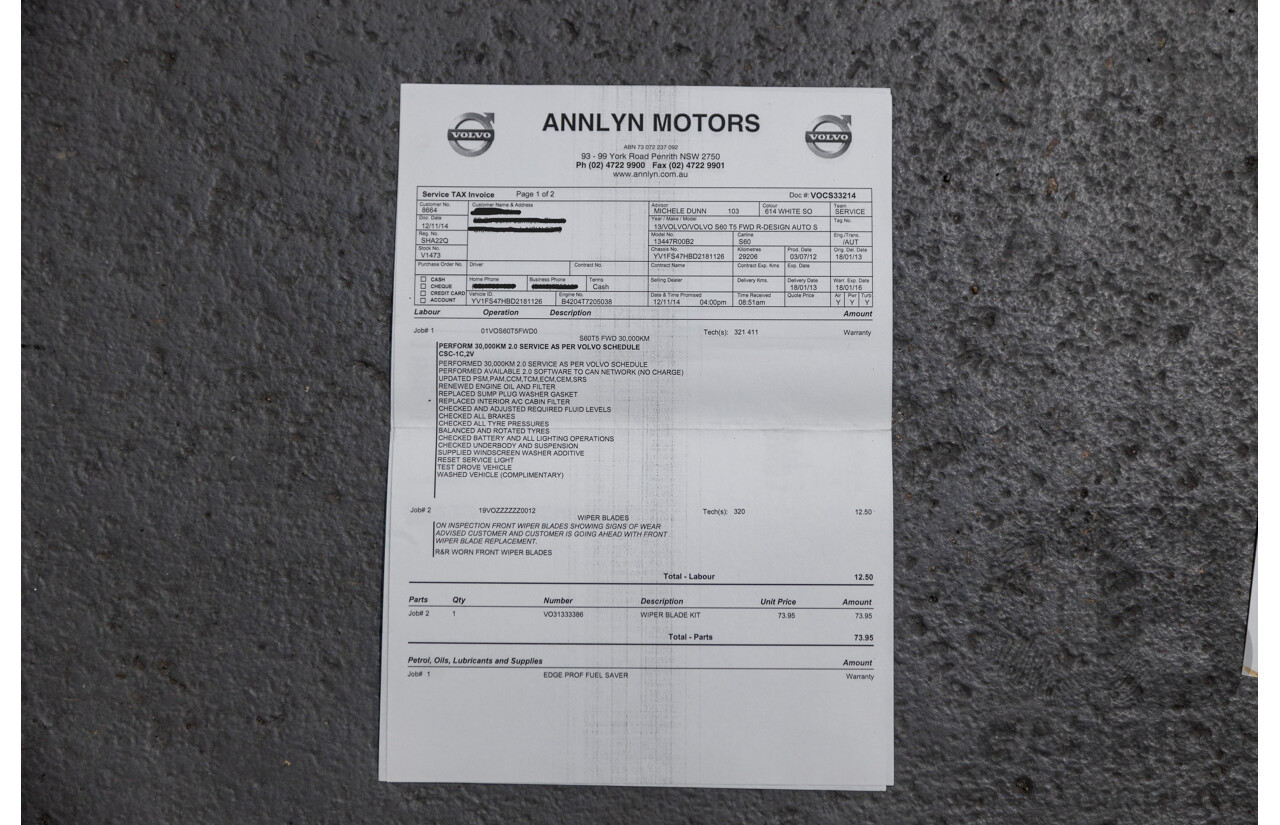 VOLVO
ANNLYN MOTORS
VOLVO
ABN 73 072 237 092
93 - 99 York Road Penrith NSW 2750
Ph (02) 4722 9900 Fax (02) 4722 9901
www.annlyn.com.au
Service TAX Invoice Page 1 of 2 Doc #: VOCS33214
Customer No. Customer Name & Address Advisor Colour Team
8664 MICHELE DUNN 103 614 WHITE SO SERVICE
Doc. Date Year / Make / Model Tag No.
12/11/14 13/VOLVO/VOLVO S60 T5 FWD R-DESIGN AUTO S
Reg. No. Model No. Carline Eng./Trans.
SHA22Q 13447R00B2 S60 /AUT
Stock No. Chassis No. Kilometres Prod. Date Orig. Del. Date
V1473 YV1FS47HBD2181126 29206 03/07/12 18/01/13
Purchase Order No. Driver Contract No. Contract Name Contract Exp. Kms Exp. Date
CASH Home Phone Business Phone Terms Selling Dealer Delivery Kms. Delivery Date Warr. Exp. Date
CHEQUE Cash 18/01/13 18/01/16
CREDIT CARD Vehicle ID. Engine No. Date & Time Promised Time Received Quote Price Air Pwr Turb
ACCOUNT YV1FS47HBD2181126 B4204T7205038 12/11/14 04:00pm 08:51am Y Y Y
Labour Operation Description Amount
Job# 1 01VOS60T5FWD0 Tech(s): 321 411 Warranty
S60T5 FWD 30,000KM
PERFORM 30,000KM 2.0 SERVICE AS PER VOLVO SCHEDULE
CSC-1C,2V
PERFORMED 30,000KM 2.0 SERVICE AS PER VOLVO SCHEDULE
PERFORMED AVAILABLE 2.0 SOFTWARE TO CAN NETWORK (NO CHARGE)
UPDATED PSM,PAM,CCM,TCM,ECM,CEM,SRS
RENEWED ENGINE OIL AND FILTER
REPLACED SUMP PLUG WASHER GASKET
REPLACED INTERIOR A/C CABIN FILTER
CHECKED AND ADJUSTED REQUIRED FLUID LEVELS
CHECKED ALL BRAKES
CHECKED ALL TYRE PRESSURES
BALANCED AND ROTATED TYRES
CHECKED BATTERY AND ALL LIGHTING OPERATIONS
CHECKED UNDERBODY AND SUSPENSION
SUPPLIED WINDSCREEN WASHER ADDITIVE
RESET SERVICE LIGHT
TEST DROVE VEHICLE
WASHED VEHICLE (COMPLIMENTARY)
Job# 2 19VOZZZZZZ0012 Tech(s): 320 12.50
WIPER BLADES
ON INSPECTION FRONT WIPER BLADES SHOWING SIGNS OF WEAR
ADVISED CUSTOMER AND CUSTOMER IS GOING AHEAD WITH FRONT
WIPER BLADE REPLACEMENT.
R&R WORN FRONT WIPER BLADES
Total - Labour 12.50
Parts Qty Number Description Unit Price Amount
Job# 2 1 VO31333386 WIPER BLADE KIT 73.95 73.95
Total - Parts 73.95
Petrol, Oils, Lubricants and Supplies Amount
Job# 1 EDGE PROF FUEL SAVER Warranty